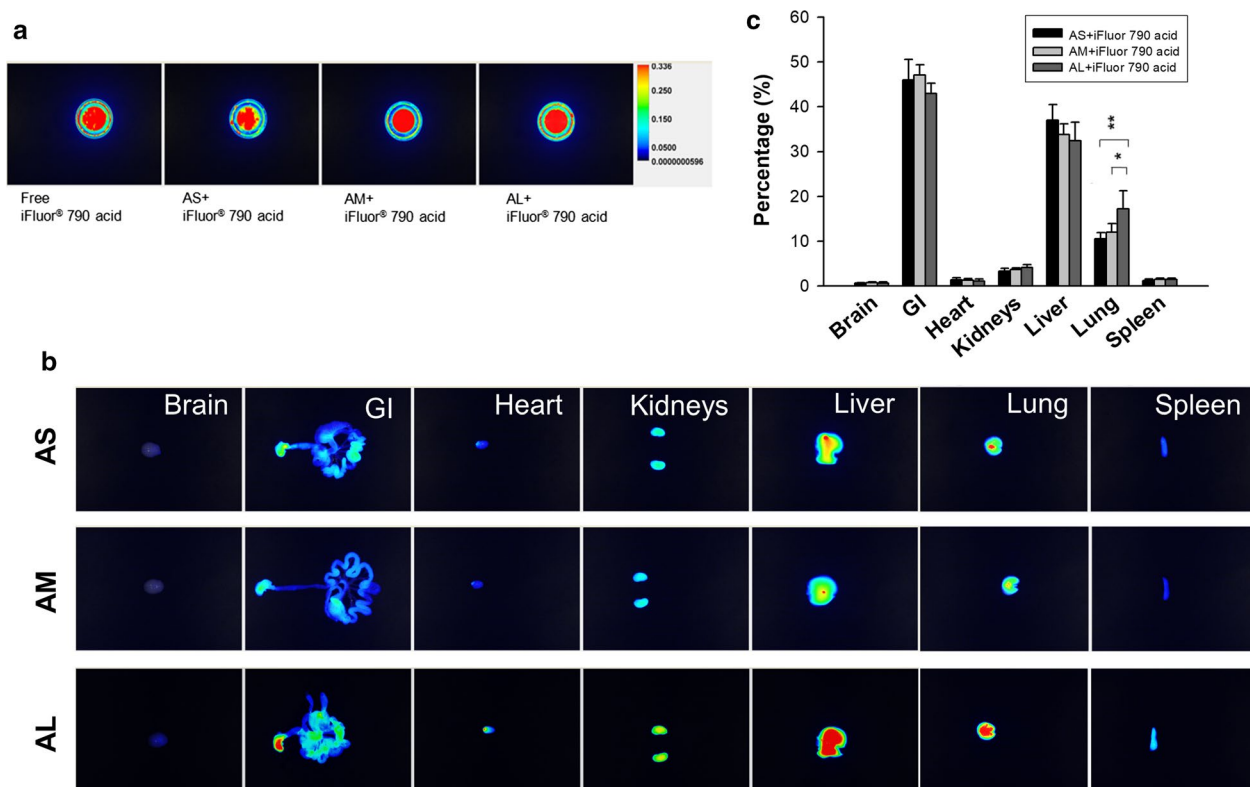 a
0.336
0.150
0.0500
0.0000000596
Free
iFluor® 790 acid
AS+
iFluor® 790 acid
AM+
iFluor® 790 acid
AL+
iFluor® 790 acid
c
Percentage (%)
60
50
40
30
20
10
0
AS+iFluor 790 acid
AM+iFluor 790 acid
AL+iFluor 790 acid
**
*
Brain
GI
Heart
Kidneys
Liver
Lung
Spleen
b
Brain
GI
Heart
Kidneys
Liver
Lung
Spleen
AS
AM
AL